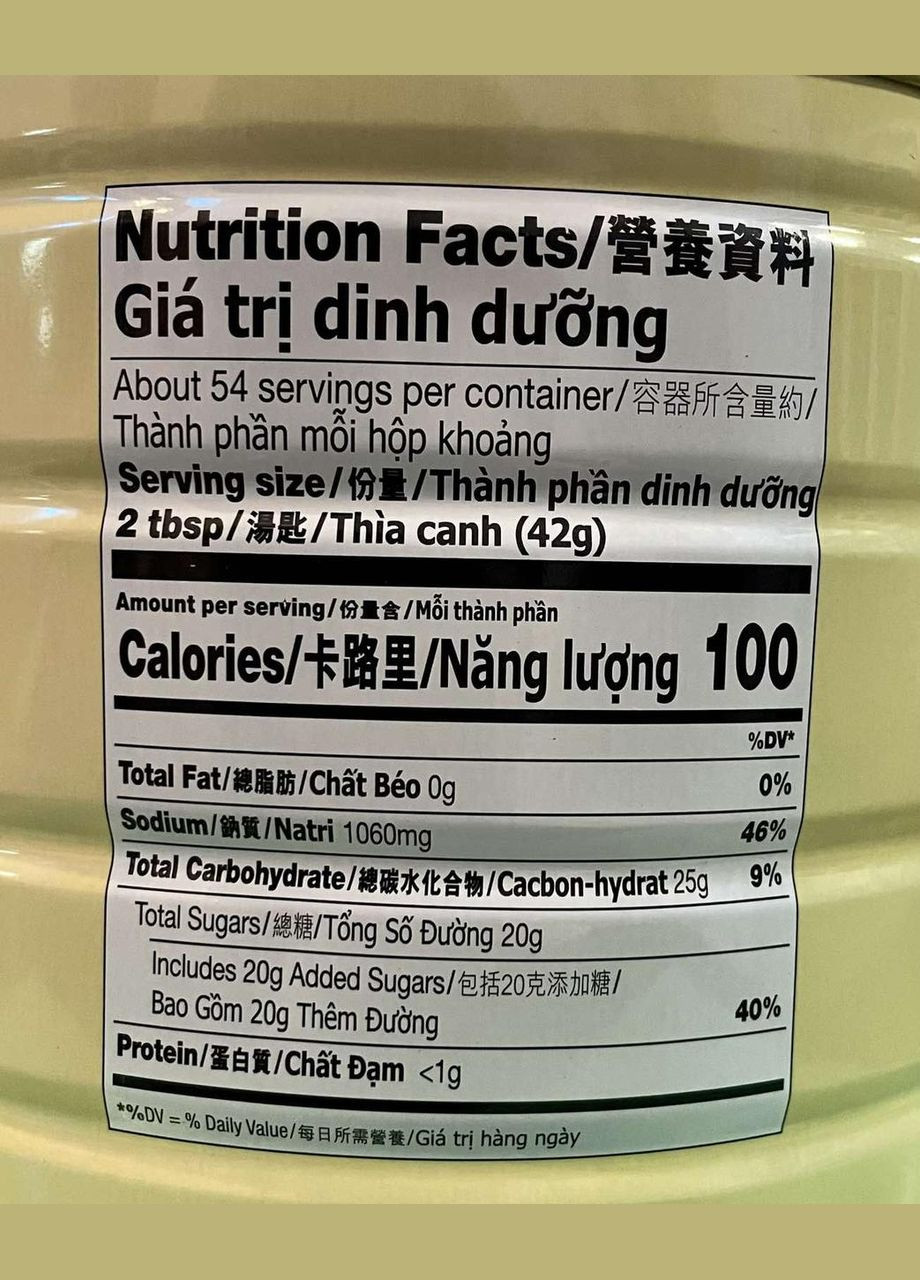 Nutrition Facts/營養資料
Giá trị dinh dưỡng
About 54 servings per container/容器所含量約/
Thành phần mỗi hộp khoảng
Serving size/份量/Thành phần dinh dưỡng
2 tbsp/湯匙/Thìa canh (42g)
Amount per serving/份量含/Mỗi thành phần
Calories/卡路里/Năng lượng 100
%DV*
Total Fat/總脂肪/Chất Béo 0g 0%
Sodium/鈉質/Natri 1060mg 46%
Total Carbohydrate/總碳水化合物/Cacbon-hydrat 25g 9%
Total Sugars/總糖/Tổng Số Đường 20g
Includes 20g Added Sugars/包括20克添加糖/
Bao Gồm 20g Thêm Đường 40%
Protein/蛋白質/Chất Đạm <1g
*%DV = % Daily Value/每日所需營養/Giá trị hàng ngày